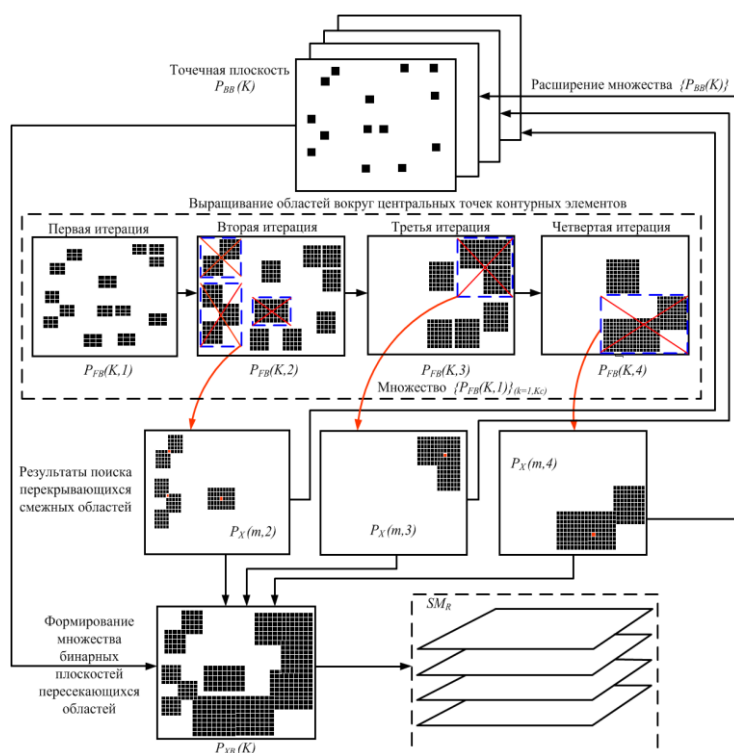 Точечная плоскость
P_BB(K)
Расширение множества {P_BB(K)}
Выращивание областей вокруг центральных точек контурных элементов
Первая итерация
Вторая итерация
Третья итерация
Четвертая итерация
P_FB(K,1)
P_FB(K,2)
P_FB(K,3)
P_FB(K,4)
Множество {P_FB(K,1)}(k=1,Kc)
Результаты поиска
перекрывающихся
смежных областей
P_X(m,2)
P_X(m,3)
P_X(m,4)
Формирование
множества
бинарных
плоскостей
пересекающихся
областей
P_XB(K)
SM_R